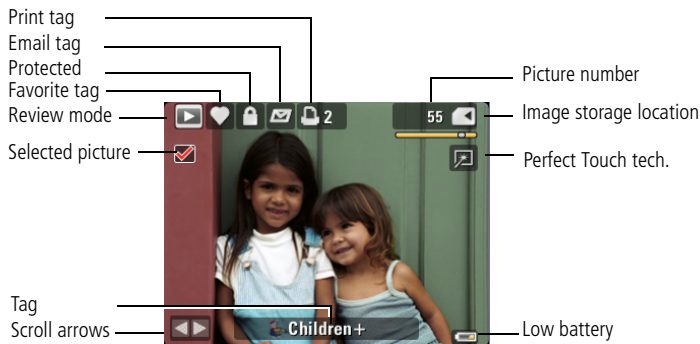 Print tag
Email tag
Protected
Favorite tag
Review mode
Selected picture
2
55
Picture number
Image storage location
Perfect Touch tech.
Tag
Scroll arrows
Children+
Low battery